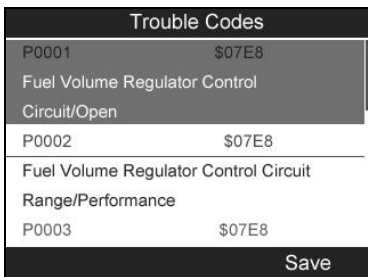 Trouble Codes
P0001 $07E8
Fuel Volume Regulator Control
Circuit/Open
P0002 $07E8
Fuel Volume Regulator Control Circuit
Range/Performance
P0003 $07E8
Save